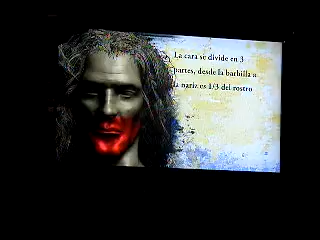 La cara se divide en 3
partes, desde la barbilla a
la nariz es 1/3 del rostro